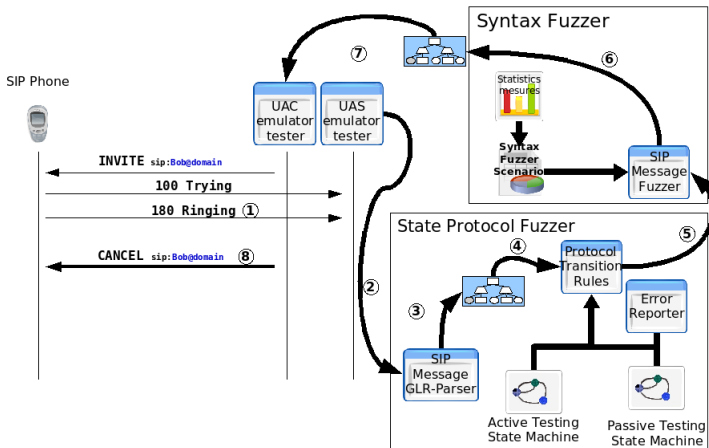 Syntax Fuzzer
⑦
⑥
SIP Phone
Statistics
mesures
UAC
emulator
tester
UAS
emulator
tester
Syntax
Fuzzer
Scenario
SIP
Message
Fuzzer
INVITE sip:Bob@domain
100 Trying
180 Ringing ①
State Protocol Fuzzer
④
⑤
CANCEL sip:Bob@domain ⑧
Protocol
Transition
Rules
②
③
Error
Reporter
SIP
Message
GLR-Parser
Active Testing
State Machine
Passive Testing
State Machine